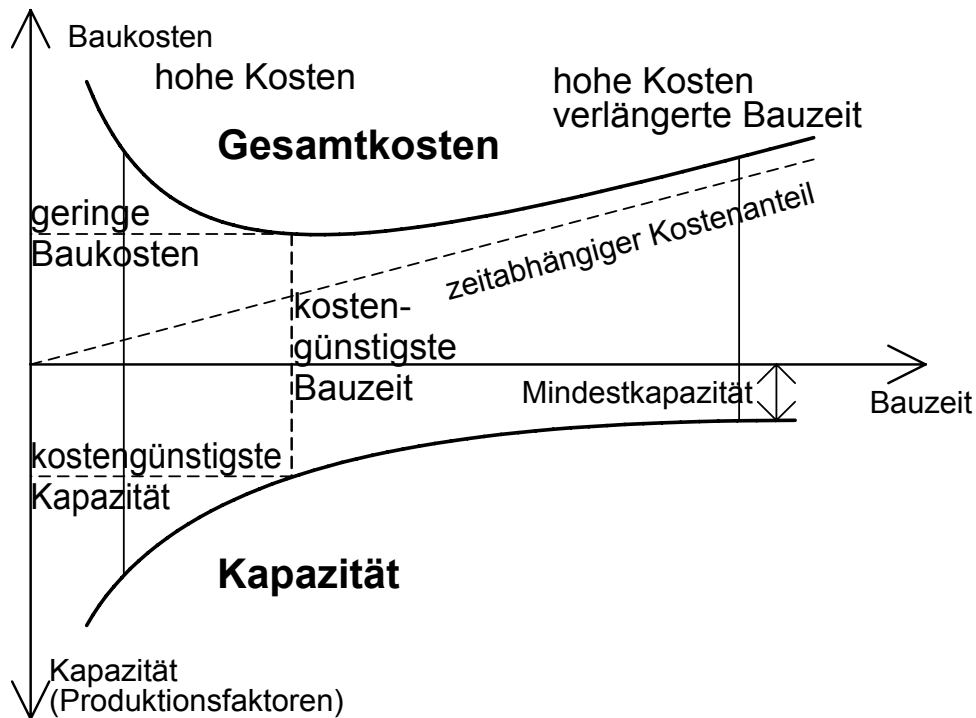 Baukosten
hohe Kosten
hohe Kosten
verlängerte Bauzeit
Gesamtkosten
geringe
Baukosten
zeitabhängiger Kostenanteil
kosten-
günstigste
Bauzeit
Mindestkapazität
Bauzeit
kostengünstigste
Kapazität
Kapazität
Kapazität
(Produktionsfaktoren)